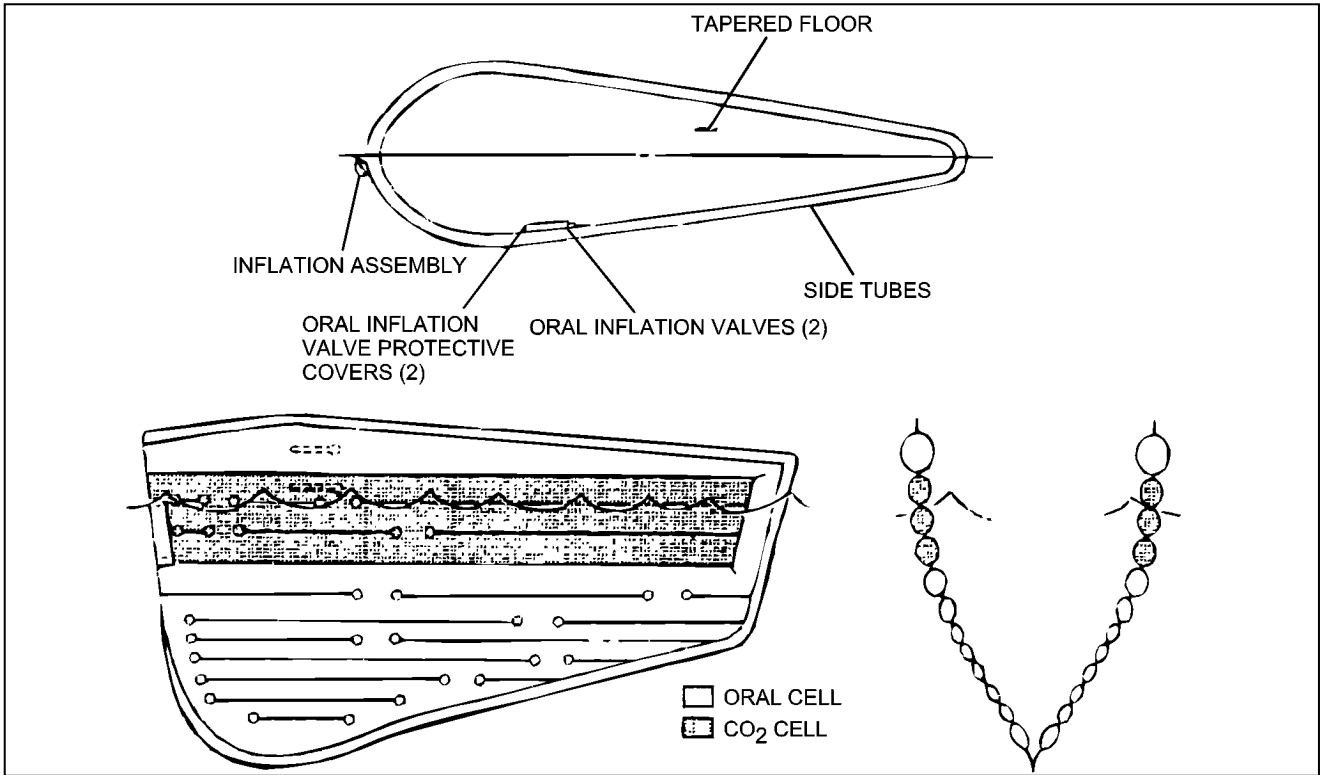 TAPERED FLOOR
INFLATION ASSEMBLY
SIDE TUBES
ORAL INFLATION
VALVE PROTECTIVE
COVERS (2)
ORAL INFLATION VALVES (2)
ORAL CELL
CO₂ CELL